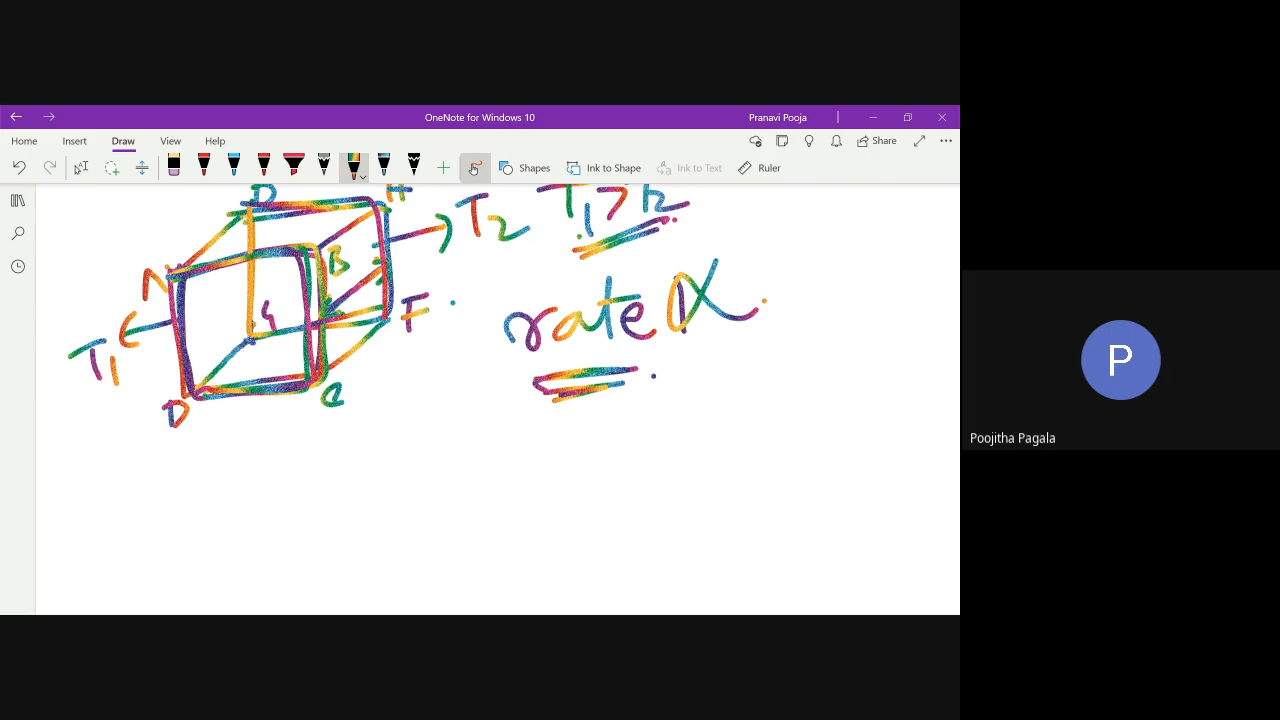 OneNote for Windows 10
Pranavi Pooja
Home Insert Draw View Help
Share
Shapes Ink to Shape Ink to Text Ruler
D H
T2 T1 > T2
B
A
F
T1
D
C
rate α
P
Poojitha Pagala